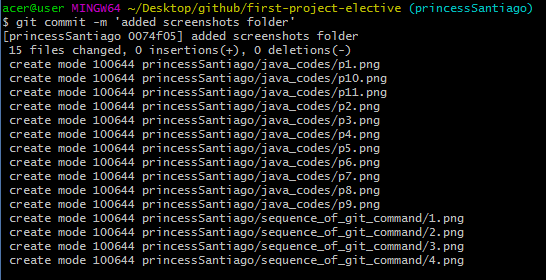 acer@user MINGW64 ~/Desktop/github/first-project-elective (princessSantiago)
$ git commit -m 'added screenshots folder'
[princessSantiago 0074f05] added screenshots folder
 15 files changed, 0 insertions(+), 0 deletions(-)
 create mode 100644 princessSantiago/java_codes/p1.png
 create mode 100644 princessSantiago/java_codes/p10.png
 create mode 100644 princessSantiago/java_codes/p11.png
 create mode 100644 princessSantiago/java_codes/p2.png
 create mode 100644 princessSantiago/java_codes/p3.png
 create mode 100644 princessSantiago/java_codes/p4.png
 create mode 100644 princessSantiago/java_codes/p5.png
 create mode 100644 princessSantiago/java_codes/p6.png
 create mode 100644 princessSantiago/java_codes/p7.png
 create mode 100644 princessSantiago/java_codes/p8.png
 create mode 100644 princessSantiago/java_codes/p9.png
 create mode 100644 princessSantiago/sequence_of_git_command/1.png
 create mode 100644 princessSantiago/sequence_of_git_command/2.png
 create mode 100644 princessSantiago/sequence_of_git_command/3.png
 create mode 100644 princessSantiago/sequence_of_git_command/4.png